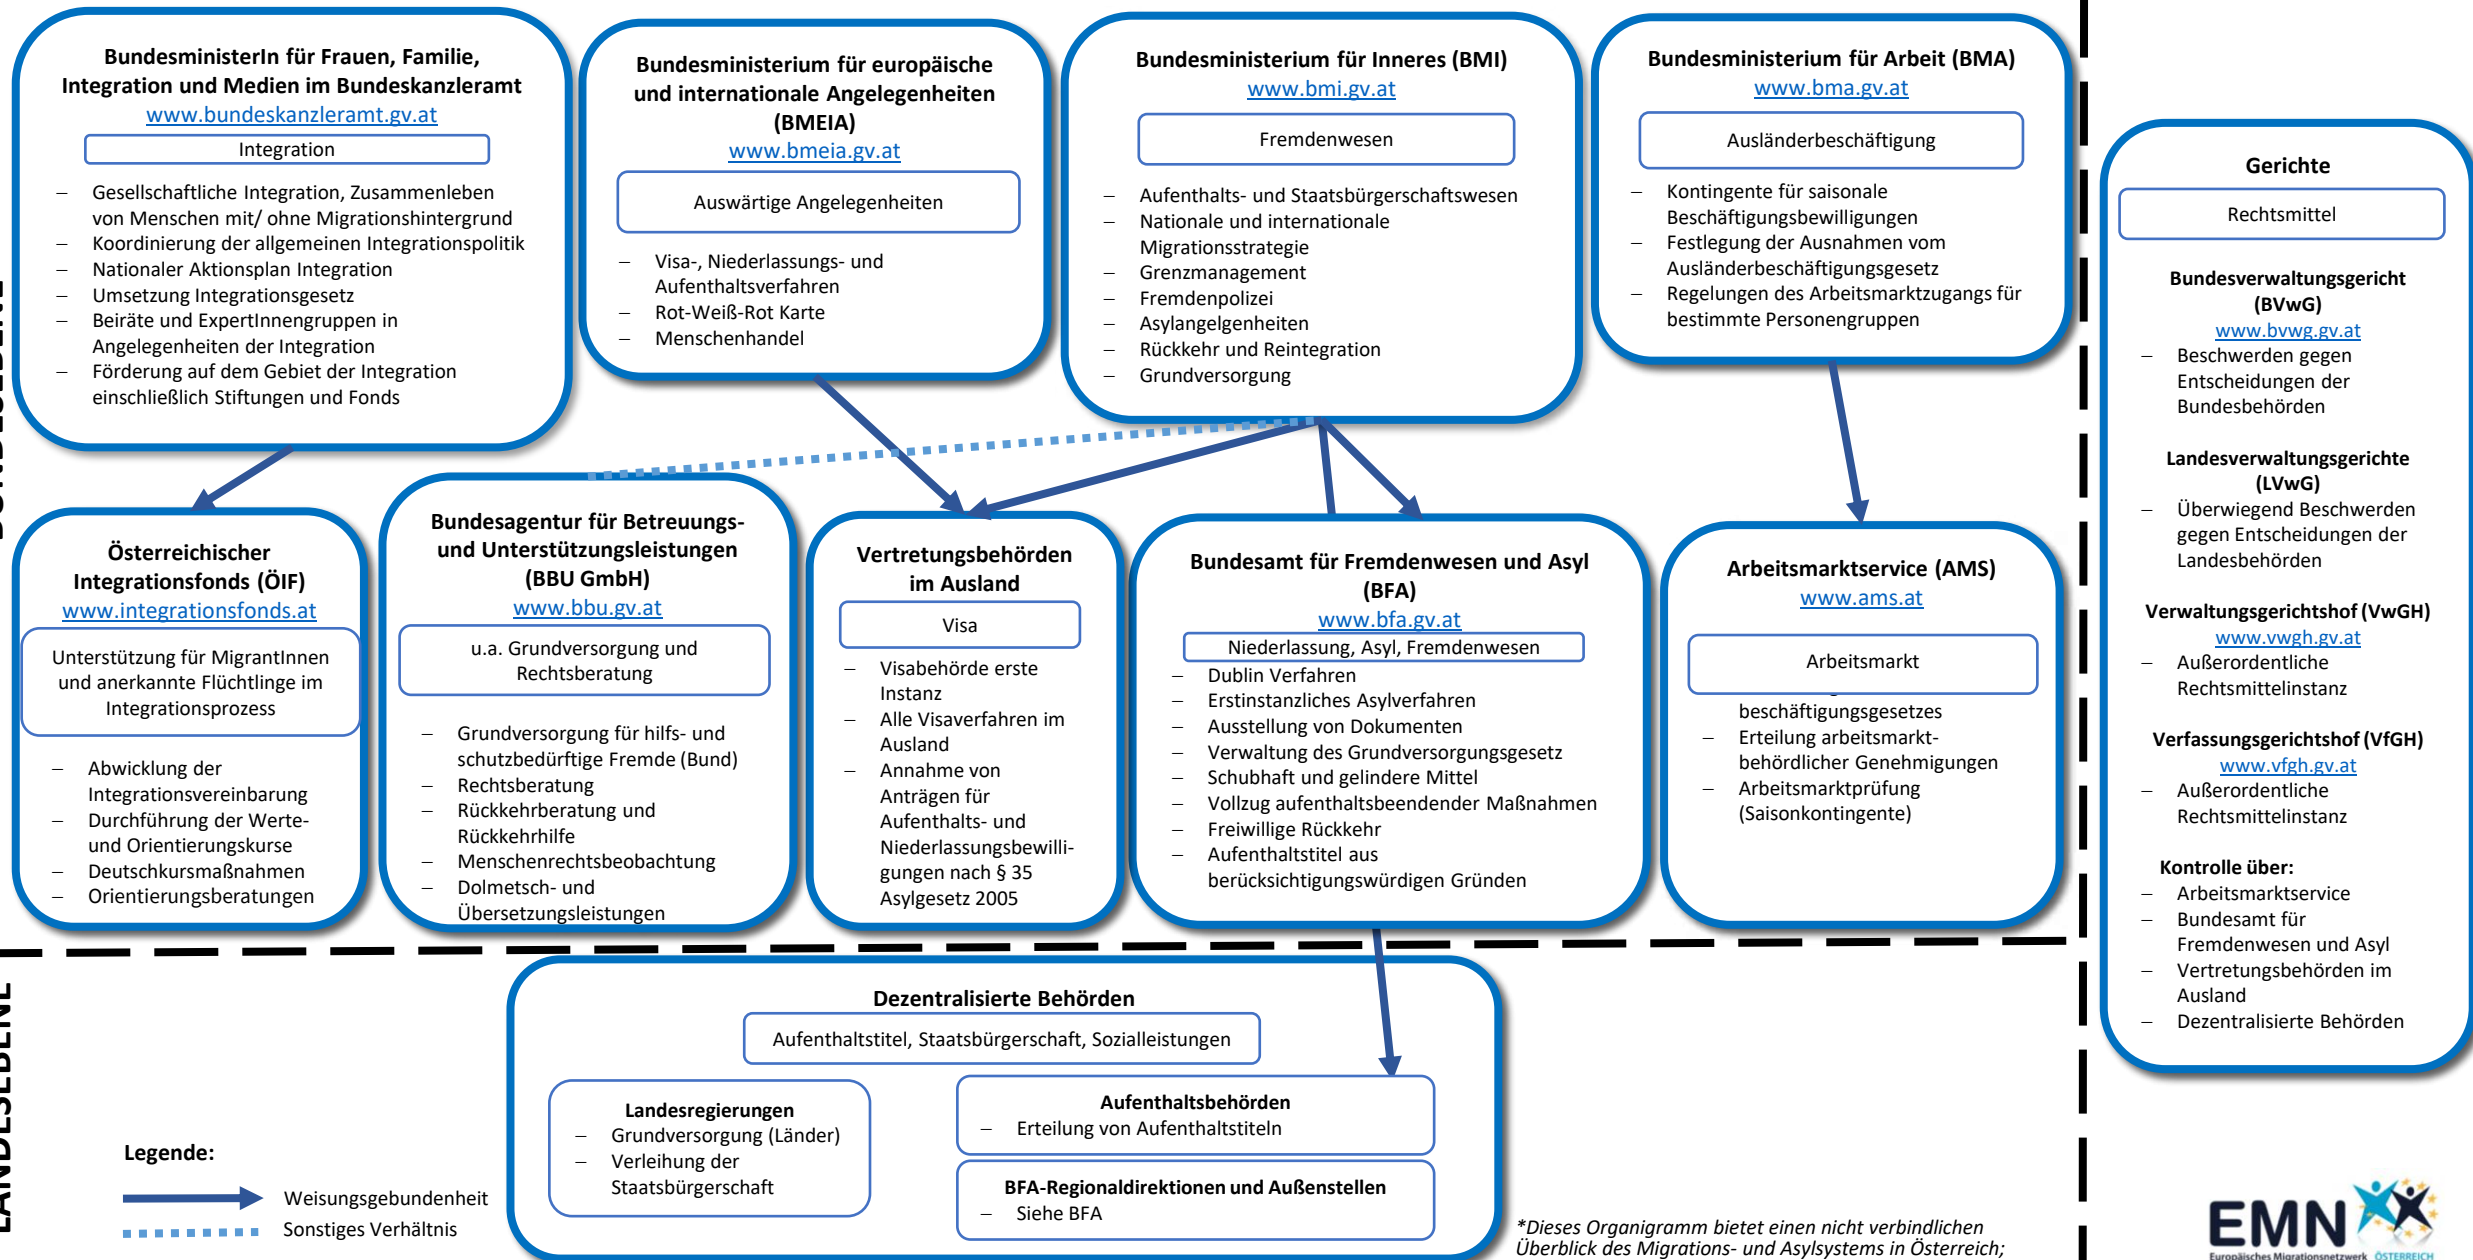 BundesministerIn für Frauen, Familie,
Integration und Medien im Bundeskanzleramt
www.bundeskanzleramt.gv.at
Integration
– Gesellschaftliche Integration, Zusammenleben
von Menschen mit/ ohne Migrationshintergrund
– Koordinierung der allgemeinen Integrationspolitik
– Nationaler Aktionsplan Integration
– Umsetzung Integrationsgesetz
– Beiräte und ExpertInnengruppen in
Angelegenheiten der Integration
– Förderung auf dem Gebiet der Integration
einschließlich Stiftungen und Fonds
Bundesministerium für europäische
und internationale Angelegenheiten
(BMEIA)
www.bmeia.gv.at
Auswärtige Angelegenheiten
– Visa-, Niederlassungs- und
Aufenthaltsverfahren
– Rot-Weiß-Rot Karte
– Menschenhandel
Bundesministerium für Inneres (BMI)
www.bmi.gv.at
Fremdenwesen
– Aufenthalts- und Staatsbürgerschaftswesen
– Nationale und internationale
Migrationsstrategie
– Grenzmanagement
– Fremdenpolizei
– Asylangelgenheiten
– Rückkehr und Reintegration
– Grundversorgung
Bundesministerium für Arbeit (BMA)
www.bma.gv.at
Ausländerbeschäftigung
– Kontingente für saisonale
Beschäftigungsbewilligungen
– Festlegung der Ausnahmen vom
Ausländerbeschäftigungsgesetz
– Regelungen des Arbeitsmarktzugangs für
bestimmte Personengruppen
Österreichischer
Integrationsfonds (ÖIF)
www.integrationsfonds.at
Unterstützung für MigrantInnen
und anerkannte Flüchtlinge im
Integrationsprozess
– Abwicklung der
Integrationsvereinbarung
– Durchführung der Werte-
und Orientierungskurse
– Deutschkursmaßnahmen
– Orientierungsberatungen
Bundesagentur für Betreuungs-
und Unterstützungsleistungen
(BBU GmbH)
www.bbu.gv.at
u.a. Grundversorgung und
Rechtsberatung
– Grundversorgung für hilfs- und
schutzbedürftige Fremde (Bund)
– Rechtsberatung
– Rückkehrberatung und
Rückkehrhilfe
– Menschenrechtsbeobachtung
– Dolmetsch- und
Übersetzungsleistungen
Vertretungsbehörden
im Ausland
Visa
– Visabehörde erste
Instanz
– Alle Visaverfahren im
Ausland
– Annahme von
Anträgen für
Aufenthalts- und
Niederlassungsbewilli-
gungen nach § 35
Asylgesetz 2005
Bundesamt für Fremdenwesen und Asyl
(BFA)
www.bfa.gv.at
Niederlassung, Asyl, Fremdenwesen
– Dublin Verfahren
– Erstinstanzliches Asylverfahren
– Ausstellung von Dokumenten
– Verwaltung des Grundversorgungsgesetz
– Schubhaft und gelindere Mittel
– Vollzug aufenthaltsbeendender Maßnahmen
– Freiwillige Rückkehr
– Aufenthaltstitel aus
berücksichtigungswürdigen Gründen
Arbeitsmarktservice (AMS)
www.ams.at
Arbeitsmarkt
beschäftigungsgesetzes
– Erteilung arbeitsmarkt-
behördlicher Genehmigungen
– Arbeitsmarktprüfung
(Saisonkontingente)
LANDESEBENE
Dezentralisierte Behörden
Aufenthaltstitel, Staatsbürgerschaft, Sozialleistungen
Landesregierungen
– Grundversorgung (Länder)
– Verleihung der
Staatsbürgerschaft
Aufenthaltsbehörden
– Erteilung von Aufenthaltstiteln
BFA-Regionaldirektionen und Außenstellen
– Siehe BFA
Legende:
Weisungsgebundenheit
Sonstiges Verhältnis
*Dieses Organigramm bietet einen nicht verbindlichen
Überblick des Migrations- und Asylsystems in Österreich;
Gerichte
Rechtsmittel
Bundesverwaltungsgericht
(BVwG)
www.bvwg.gv.at
– Beschwerden gegen
Entscheidungen der
Bundesbehörden
Landesverwaltungsgerichte
(LVwG)
– Überwiegend Beschwerden
gegen Entscheidungen der
Landesbehörden
Verwaltungsgerichtshof (VwGH)
www.vwgh.gv.at
– Außerordentliche
Rechtsmittelinstanz
Verfassungsgerichtshof (VfGH)
www.vfgh.gv.at
– Außerordentliche
Rechtsmittelinstanz
Kontrolle über:
– Arbeitsmarktservice
– Bundesamt für
Fremdenwesen und Asyl
– Vertretungsbehörden im
Ausland
– Dezentralisierte Behörden
EMN
Europäisches Migrationsnetzwerk ÖSTERREICH